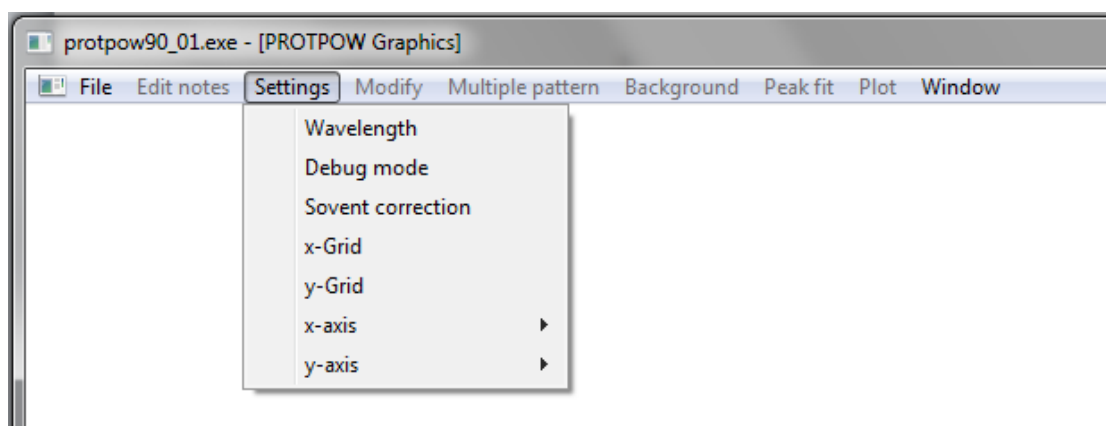 protpow90_01.exe - [PROTPOW Graphics]
File Edit notes Settings Modify Multiple pattern Background Peak fit Plot Window
Wavelength
Debug mode
Sovent correction
x-Grid
y-Grid
x-axis
y-axis